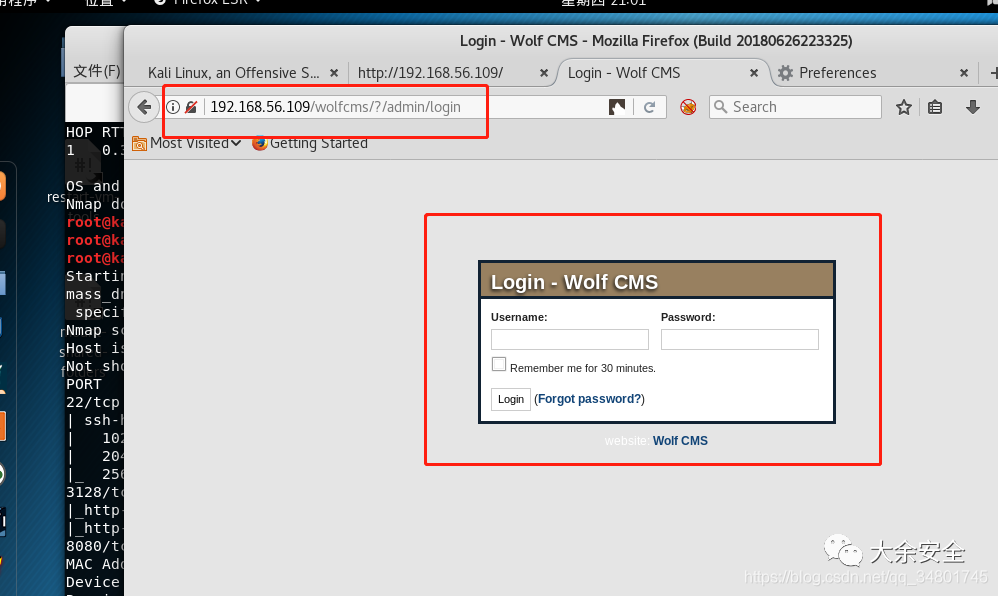 位置
Firefox ESR
星期四 21:01
Login - Wolf CMS - Mozilla Firefox (Build 20180626223325)
文件(F)
Kali Linux, an Offensive S... ×
http://192.168.56.109/ ×
Login - Wolf CMS ×
Preferences ×
192.168.56.109/wolfcms/?/admin/login
Search
Most Visited
Getting Started
HOP RTT
1 0.3
OS and
Nmap do
root@ka
root@ka
root@ka
Startin
mass_dn
specif
Nmap sc
Host is
Not sho
PORT
22/tcp
| ssh-h
| 102
| 204
|_ 256
3128/tc
|_http-
|_http-
8080/tc
MAC Add
Device
Login - Wolf CMS
Username:
Password:
Remember me for 30 minutes.
Login (Forgot password?)
website: Wolf CMS
大余安全
https://blog.csdn.net/qq_34801745